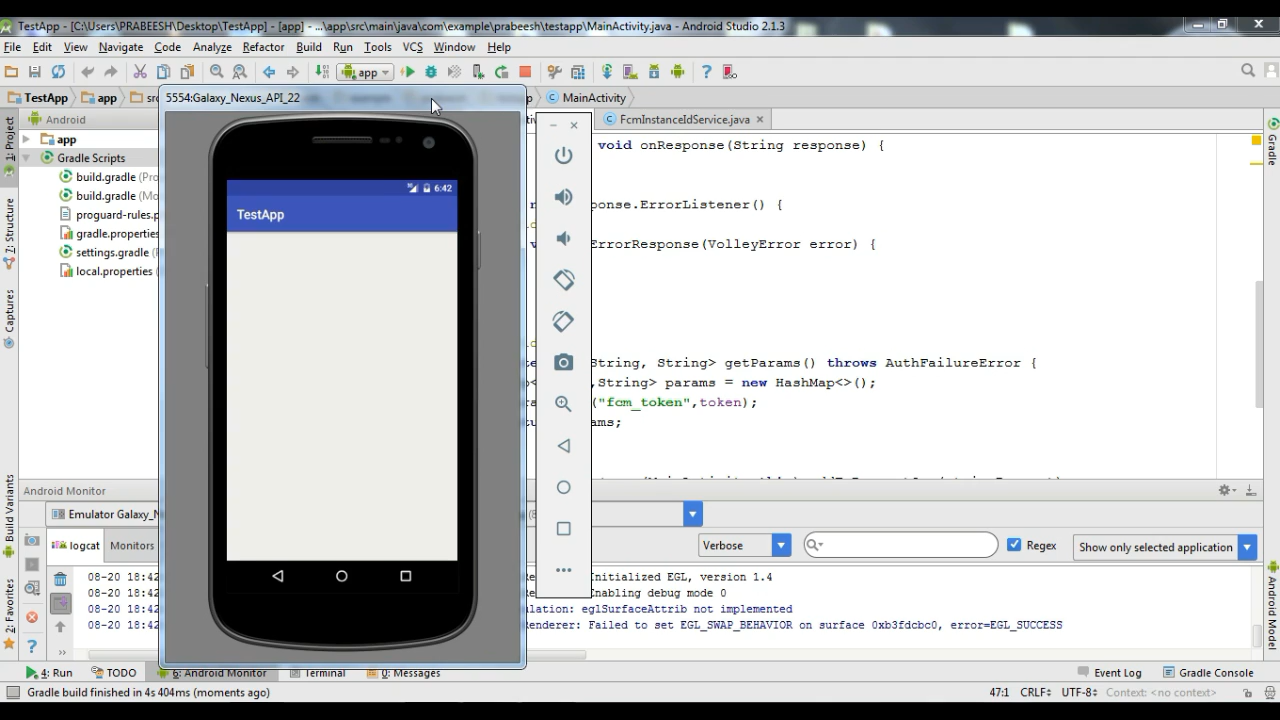 TestApp - [C:\Users\PRABEESH\Desktop\TestApp] - [app] - ...\app\src\main\java\com\example\prabeesh\testapp\MainActivity.java - Android Studio 2.1.3
File Edit View Navigate Code Analyze Refactor Build Run Tools VCS Window Help
app
TestApp app MainActivity
5554:Galaxy_Nexus_API_22
Android
FcmInstanceIdService.java
1: Project
Gradle
app
void onResponse(String response) {
Gradle Scripts
build.gradle
build.gradle
6:42
ponse.ErrorListener() {
proguard-rules.p
TestApp
7: Structure
gradle.properties
ErrorResponse(VolleyError error) {
settings.gradle
local.properties
Captures
String, String> getParams() throws AuthFailureError {
,String> params = new HashMap<>();
("fcm_token",token);
ms;
Android Monitor
Build Variants
Emulator Galaxy_N
logcat Monitors
Verbose
Regex
Show only selected application
08-20 18:42 Initialized EGL, version 1.4
08-20 18:42 nabling debug mode 0
08-20 18:42 lation: eglSurfaceAttrib not implemented
08-20 18:42 enderer: Failed to set EGL_SWAP_BEHAVIOR on surface 0xb3fdcbc0, error=EGL_SUCCESS
2: Favorites
Android Model
4: Run TODO 6: Android Monitor Terminal 0: Messages Event Log Gradle Console
Gradle build finished in 4s 404ms (moments ago) 47:1 CRLF UTF-8 Context: <no context>